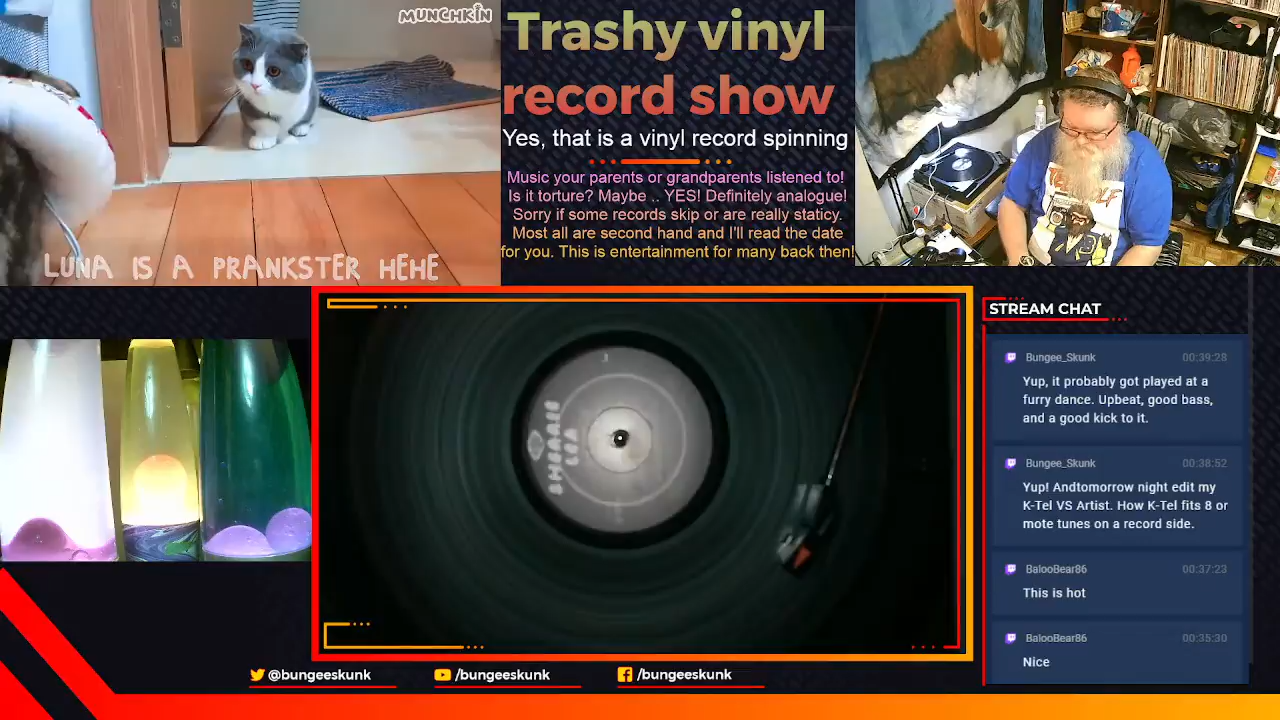 MUNCHKIN
LUNA IS A PRANKSTER HEHE
Trashy vinyl
record show
Yes, that is a vinyl record spinning
Music your parents or grandparents listened to!
Is it torture? Maybe .. YES! Definitely analogue!
Sorry if some records skip or are really staticy.
Most all are second hand and I'll read the date
for you. This is entertainment for many back then!
STREAM CHAT
Bungee_Skunk 00:39:28
Yup, it probably got played at a
furry dance. Upbeat, good bass,
and a good kick to it.
Bungee_Skunk 00:38:52
Yup! Andtomorrow night edit my
K-Tel VS Artist. How K-Tel fits 8 or
mote tunes on a record side.
BalooBear86 00:37:23
This is hot
BalooBear86 00:35:30
Nice
@bungeeskunk
/bungeeskunk
/bungeeskunk